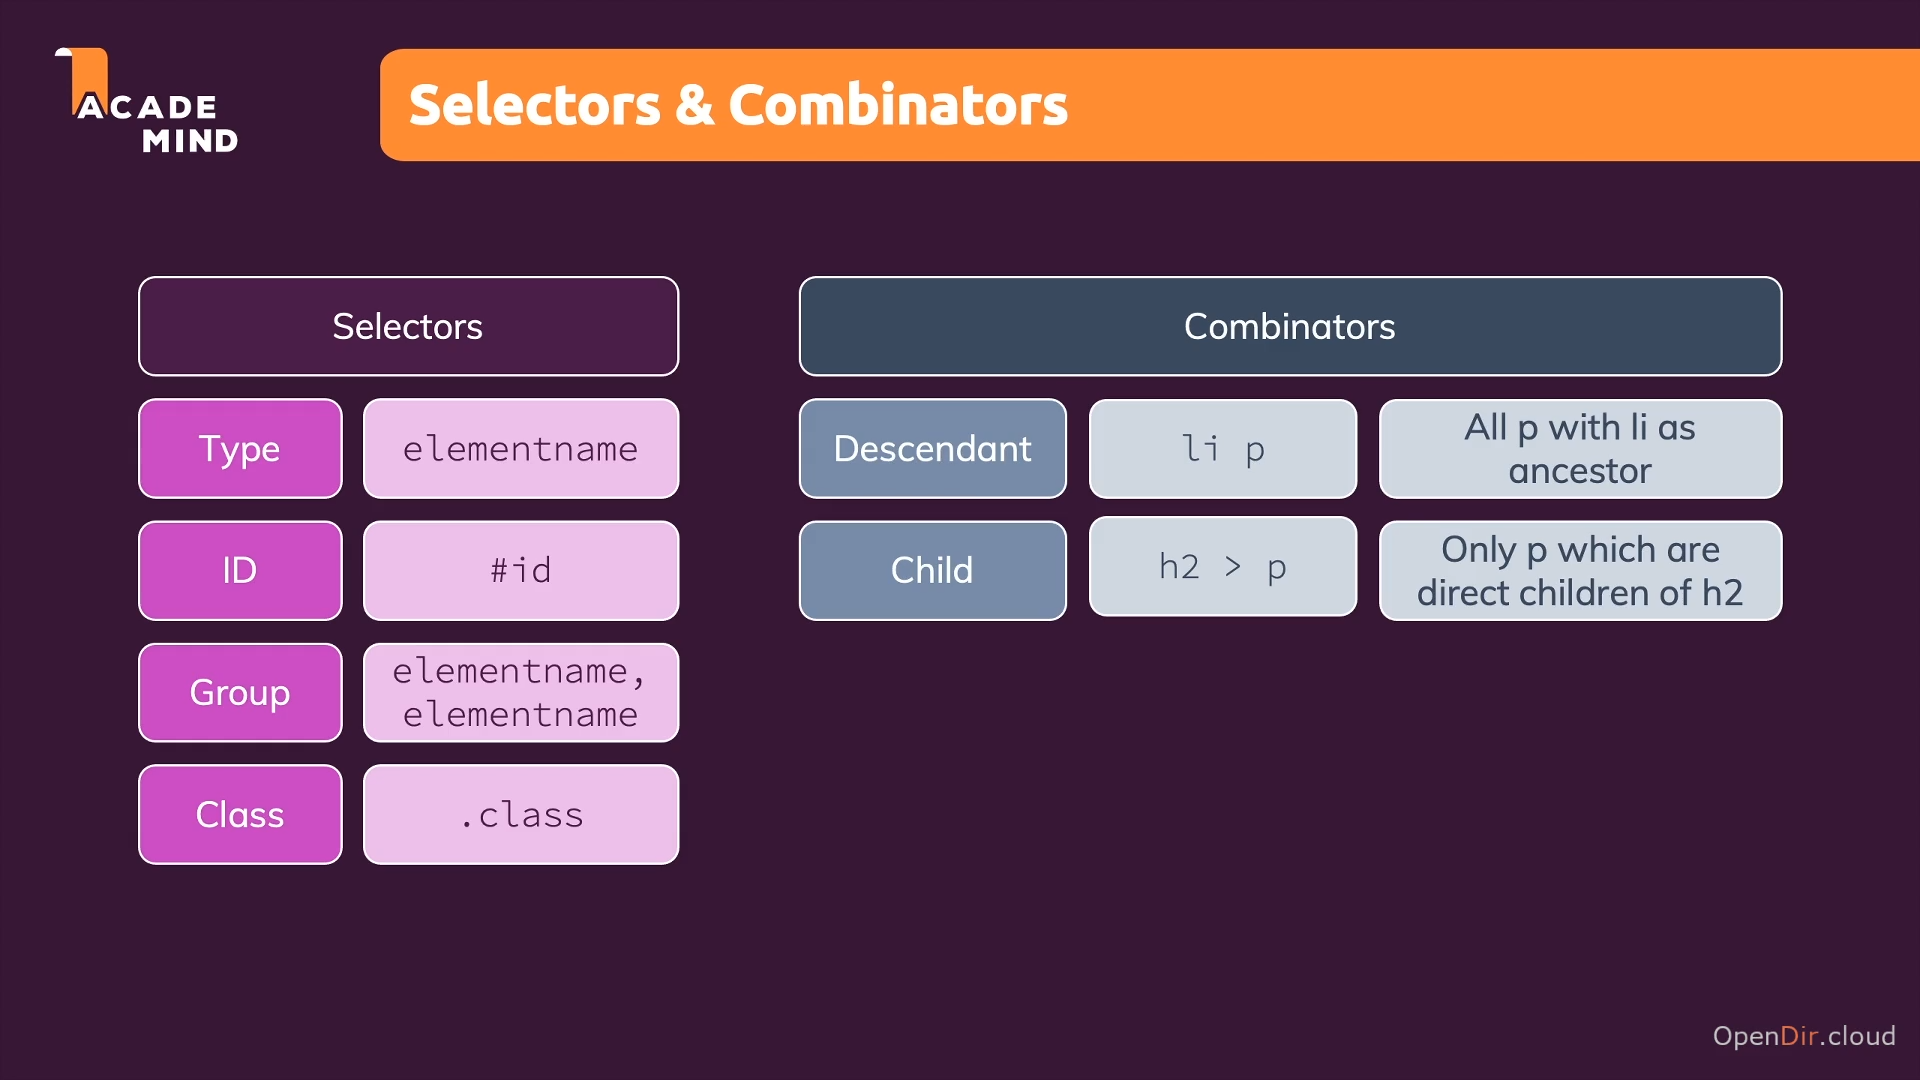 ACADE
MIND
Selectors & Combinators
Selectors
Type
elementname
ID
#id
Group
elementname,
elementname
Class
.class
Combinators
Descendant
li p
All p with li as
ancestor
Child
h2 > p
Only p which are
direct children of h2
OpenDir.cloud